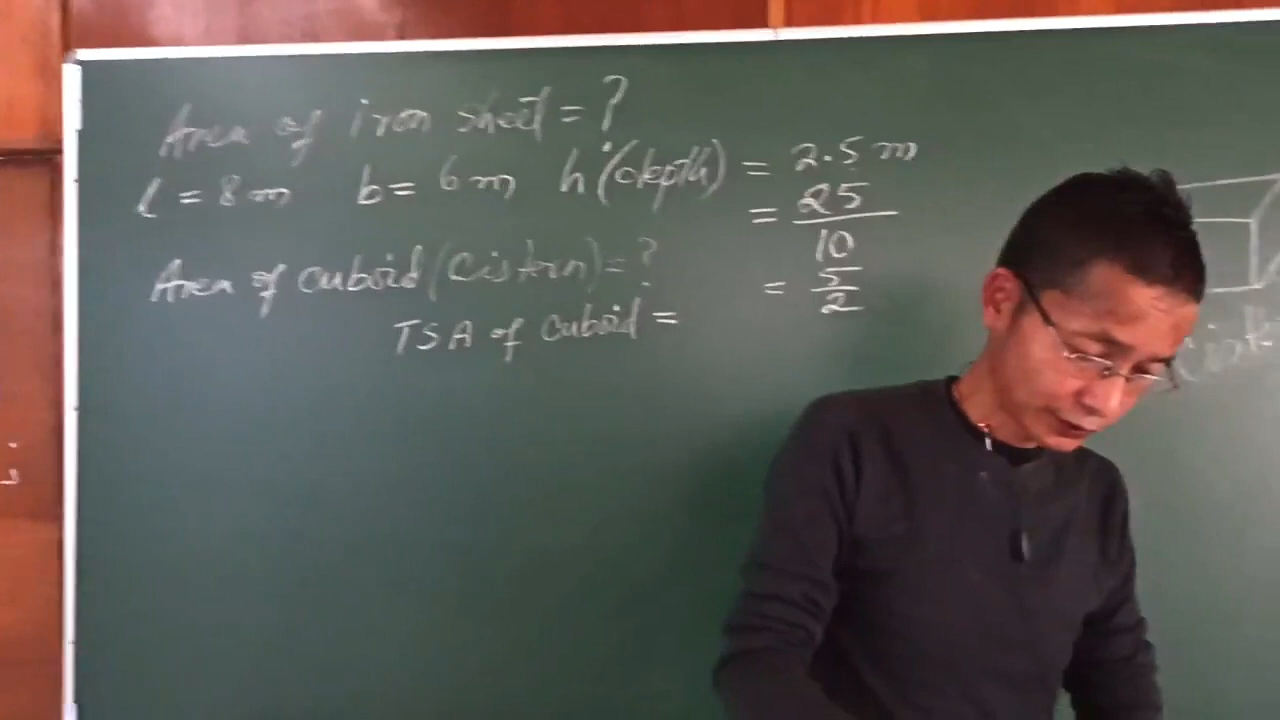 Area of iron sheet = ?
l = 8 m b = 6 m h (depth) = 2.5 m
= 25/10
Area of cuboid (Cistern) = ?
= 5/2
TSA of cuboid =